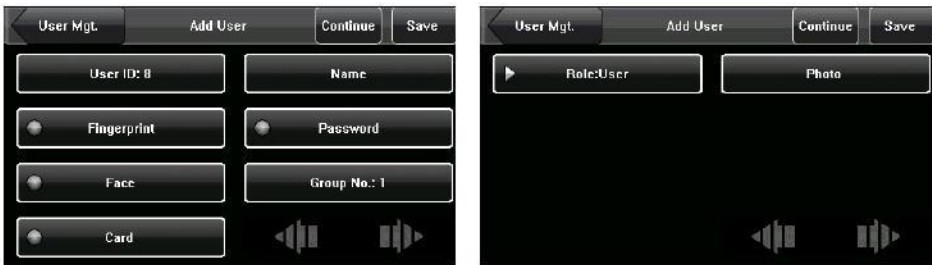 User Mgt. Add User Continue Save
User ID: 8 Name
Fingerprint Password
Face Group No.: 1
Card
User Mgt. Add User Continue Save
Role:User Photo